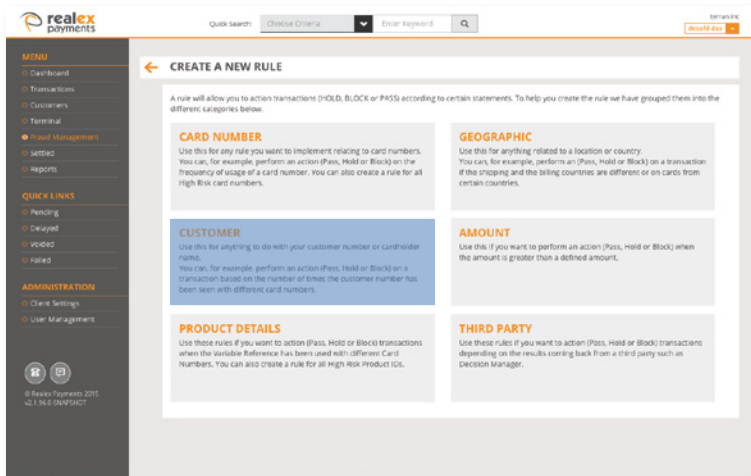 realex
payments
Quick Search:
Choose Criteria
Enter Keyword
MENU
Dashboard
Transactions
Customers
Terminal
Fraud Management
Settled
Reports
QUICK LINKS
Pending
Delayed
Voided
Failed
ADMINISTRATION
Client Settings
User Management
© Realex Payments 2015
CREATE A NEW RULE
A rule will allow you to action transactions (HOLD, BLOCK or PASS) according to certain statements. To help you create the rule we have grouped them into the
different categories below.
CARD NUMBER
Use this for any rule you want to implement relating to card numbers.
You can, for example, perform an action (Pass, Hold or Block) on the
frequency of usage of a card number. You can also create a rule for all
High Risk card numbers.
GEOGRAPHIC
Use this for anything related to a location or country.
You can, for example, perform an (Pass, Hold or Block) on a transaction
if the shipping and the billing countries are different or on cards from
certain countries.
CUSTOMER
Use this for anything to do with your customer number or cardholder
name.
You can, for example, perform an action (Pass, Hold or Block) on a
transaction based on the number of times the customer number has
been seen with different card numbers.
AMOUNT
Use this if you want to perform an action (Pass, Hold or Block) when
the amount is greater than a defined amount.
PRODUCT DETAILS
Use these rules if you want to action (Pass, Hold or Block) transactions
when the Variable Reference has been used with different Card
Numbers. You can also create a rule for all High Risk Product IDs.
THIRD PARTY
Use these rules if you want to action (Pass, Hold or Block) transactions
depending on the results coming back from a third party such as
Decision Manager.